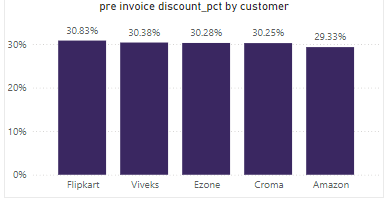 pre invoice discount_pct by customer
30.83% 30.38% 30.28% 30.25% 29.33%
30%
20%
10%
0%
Flipkart Viveks Ezone Croma Amazon